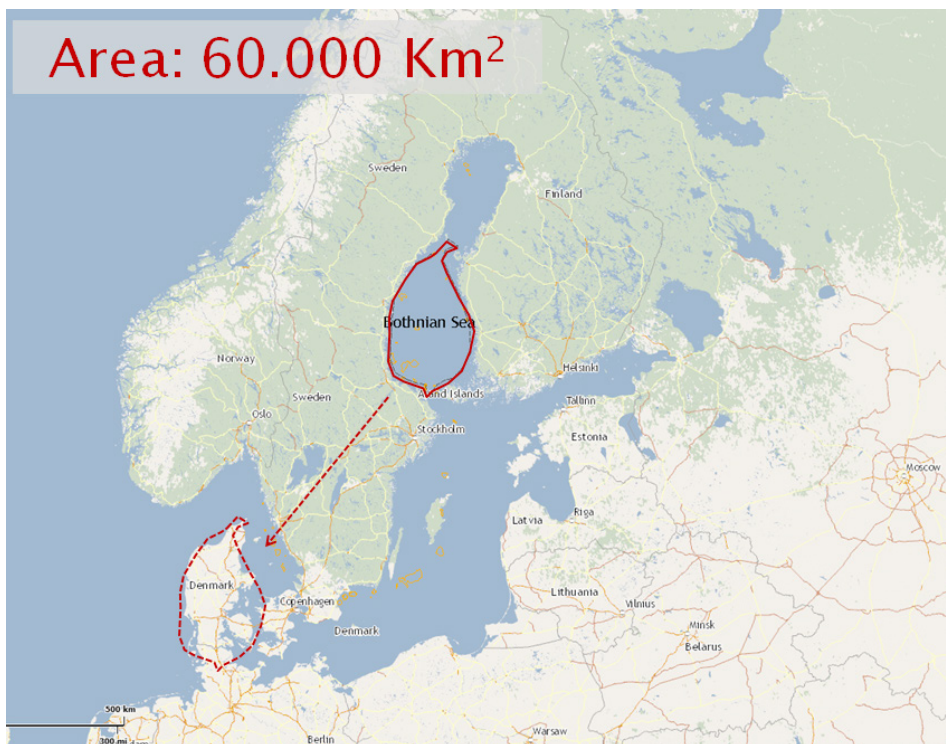 Area: 60.000 Km²
Sweden
Finland
Bothnian Sea
Norway
Helsinki
Sweden
Åland Islands
Oslo
Tallinn
Stockholm
Estonia
Moscow
Latvia
Riga
Denmark
Lithuania
Copenhagen
Vilnius
Denmark
Minsk
Belarus
500 km
300 mi
Warsaw
Berlin